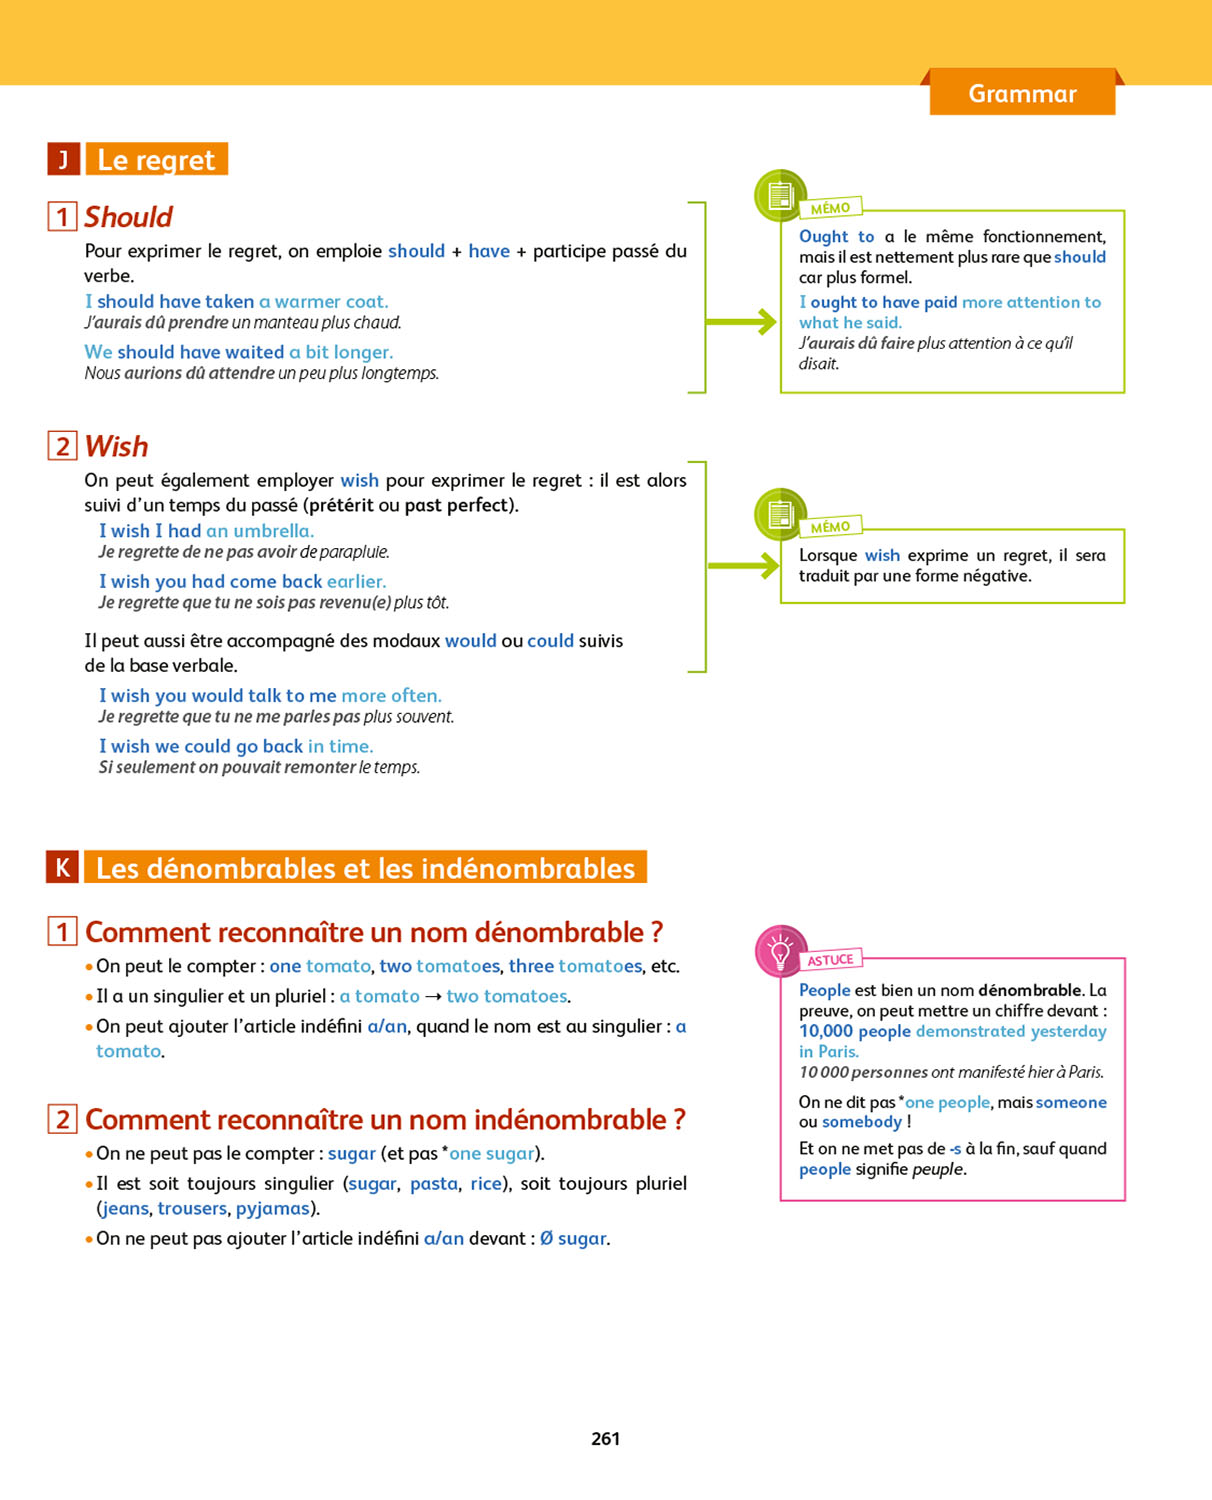 Grammar
J Le regret
1 Should
Pour exprimer le regret, on emploie should + have + participe passé du
verbe.
I should have taken a warmer coat.
J’aurais dû prendre un manteau plus chaud.
We should have waited a bit longer.
Nous aurions dû attendre un peu plus longtemps.
MÉMO
Ought to a le même fonctionnement,
mais il est nettement plus rare que should
car plus formel.
I ought to have paid more attention to
what he said.
J’aurais dû faire plus attention à ce qu’il
disait.
2 Wish
On peut également employer wish pour exprimer le regret : il est alors
suivi d’un temps du passé (prétérit ou past perfect).
I wish I had an umbrella.
Je regrette de ne pas avoir de parapluie.
I wish you had come back earlier.
Je regrette que tu ne sois pas revenu(e) plus tôt.
Il peut aussi être accompagné des modaux would ou could suivis
de la base verbale.
I wish you would talk to me more often.
Je regrette que tu ne me parles pas plus souvent.
I wish we could go back in time.
Si seulement on pouvait remonter le temps.
MÉMO
Lorsque wish exprime un regret, il sera
traduit par une forme négative.
K Les dénombrables et les indénombrables
1 Comment reconnaître un nom dénombrable ?
• On peut le compter : one tomato, two tomatoes, three tomatoes, etc.
• Il a un singulier et un pluriel : a tomato → two tomatoes.
• On peut ajouter l’article indéfini a/an, quand le nom est au singulier : a
tomato.
2 Comment reconnaître un nom indénombrable ?
• On ne peut pas le compter : sugar (et pas *one sugar).
• Il est soit toujours singulier (sugar, pasta, rice), soit toujours pluriel
(jeans, trousers, pyjamas).
• On ne peut pas ajouter l’article indéfini a/an devant : Ø sugar.
ASTUCE
People est bien un nom dénombrable. La
preuve, on peut mettre un chiffre devant :
10,000 people demonstrated yesterday
in Paris.
10 000 personnes ont manifesté hier à Paris.
On ne dit pas *one people, mais someone
ou somebody !
Et on ne met pas de -s à la fin, sauf quand
people signifie peuple.
261